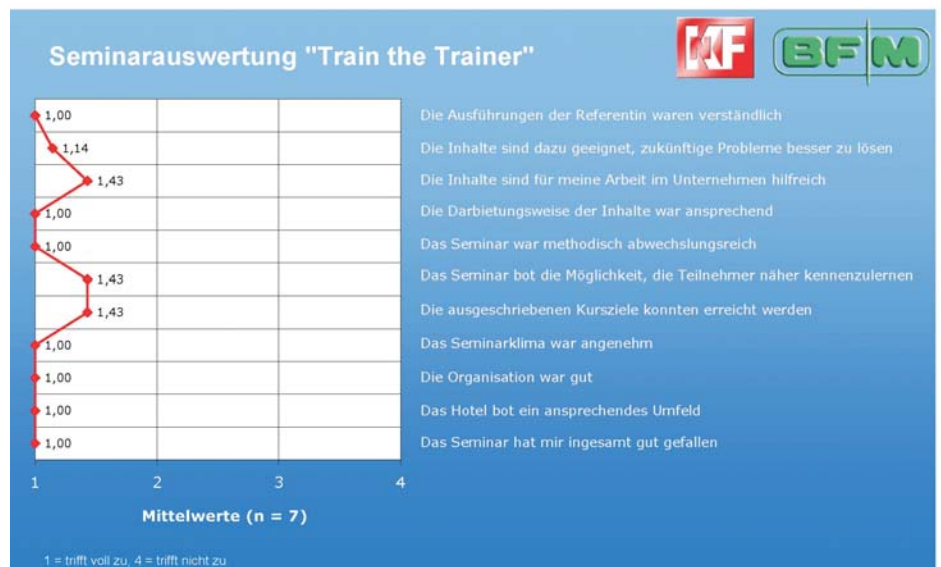 Seminarauswertung "Train the Trainer"
KF
BFM
1,00 Die Ausführungen der Referentin waren verständlich
1,14 Die Inhalte sind dazu geeignet, zukünftige Probleme besser zu lösen
1,43 Die Inhalte sind für meine Arbeit im Unternehmen hilfreich
1,00 Die Darbietungsweise der Inhalte war ansprechend
1,00 Das Seminar war methodisch abwechslungsreich
1,43 Das Seminar bot die Möglichkeit, die Teilnehmer näher kennenzulernen
1,43 Die ausgeschriebenen Kursziele konnten erreicht werden
1,00 Das Seminarklima war angenehm
1,00 Die Organisation war gut
1,00 Das Hotel bot ein ansprechendes Umfeld
1,00 Das Seminar hat mir ingesamt gut gefallen
1 2 3 4
Mittelwerte (n = 7)
1 = trifft voll zu, 4 = trifft nicht zu